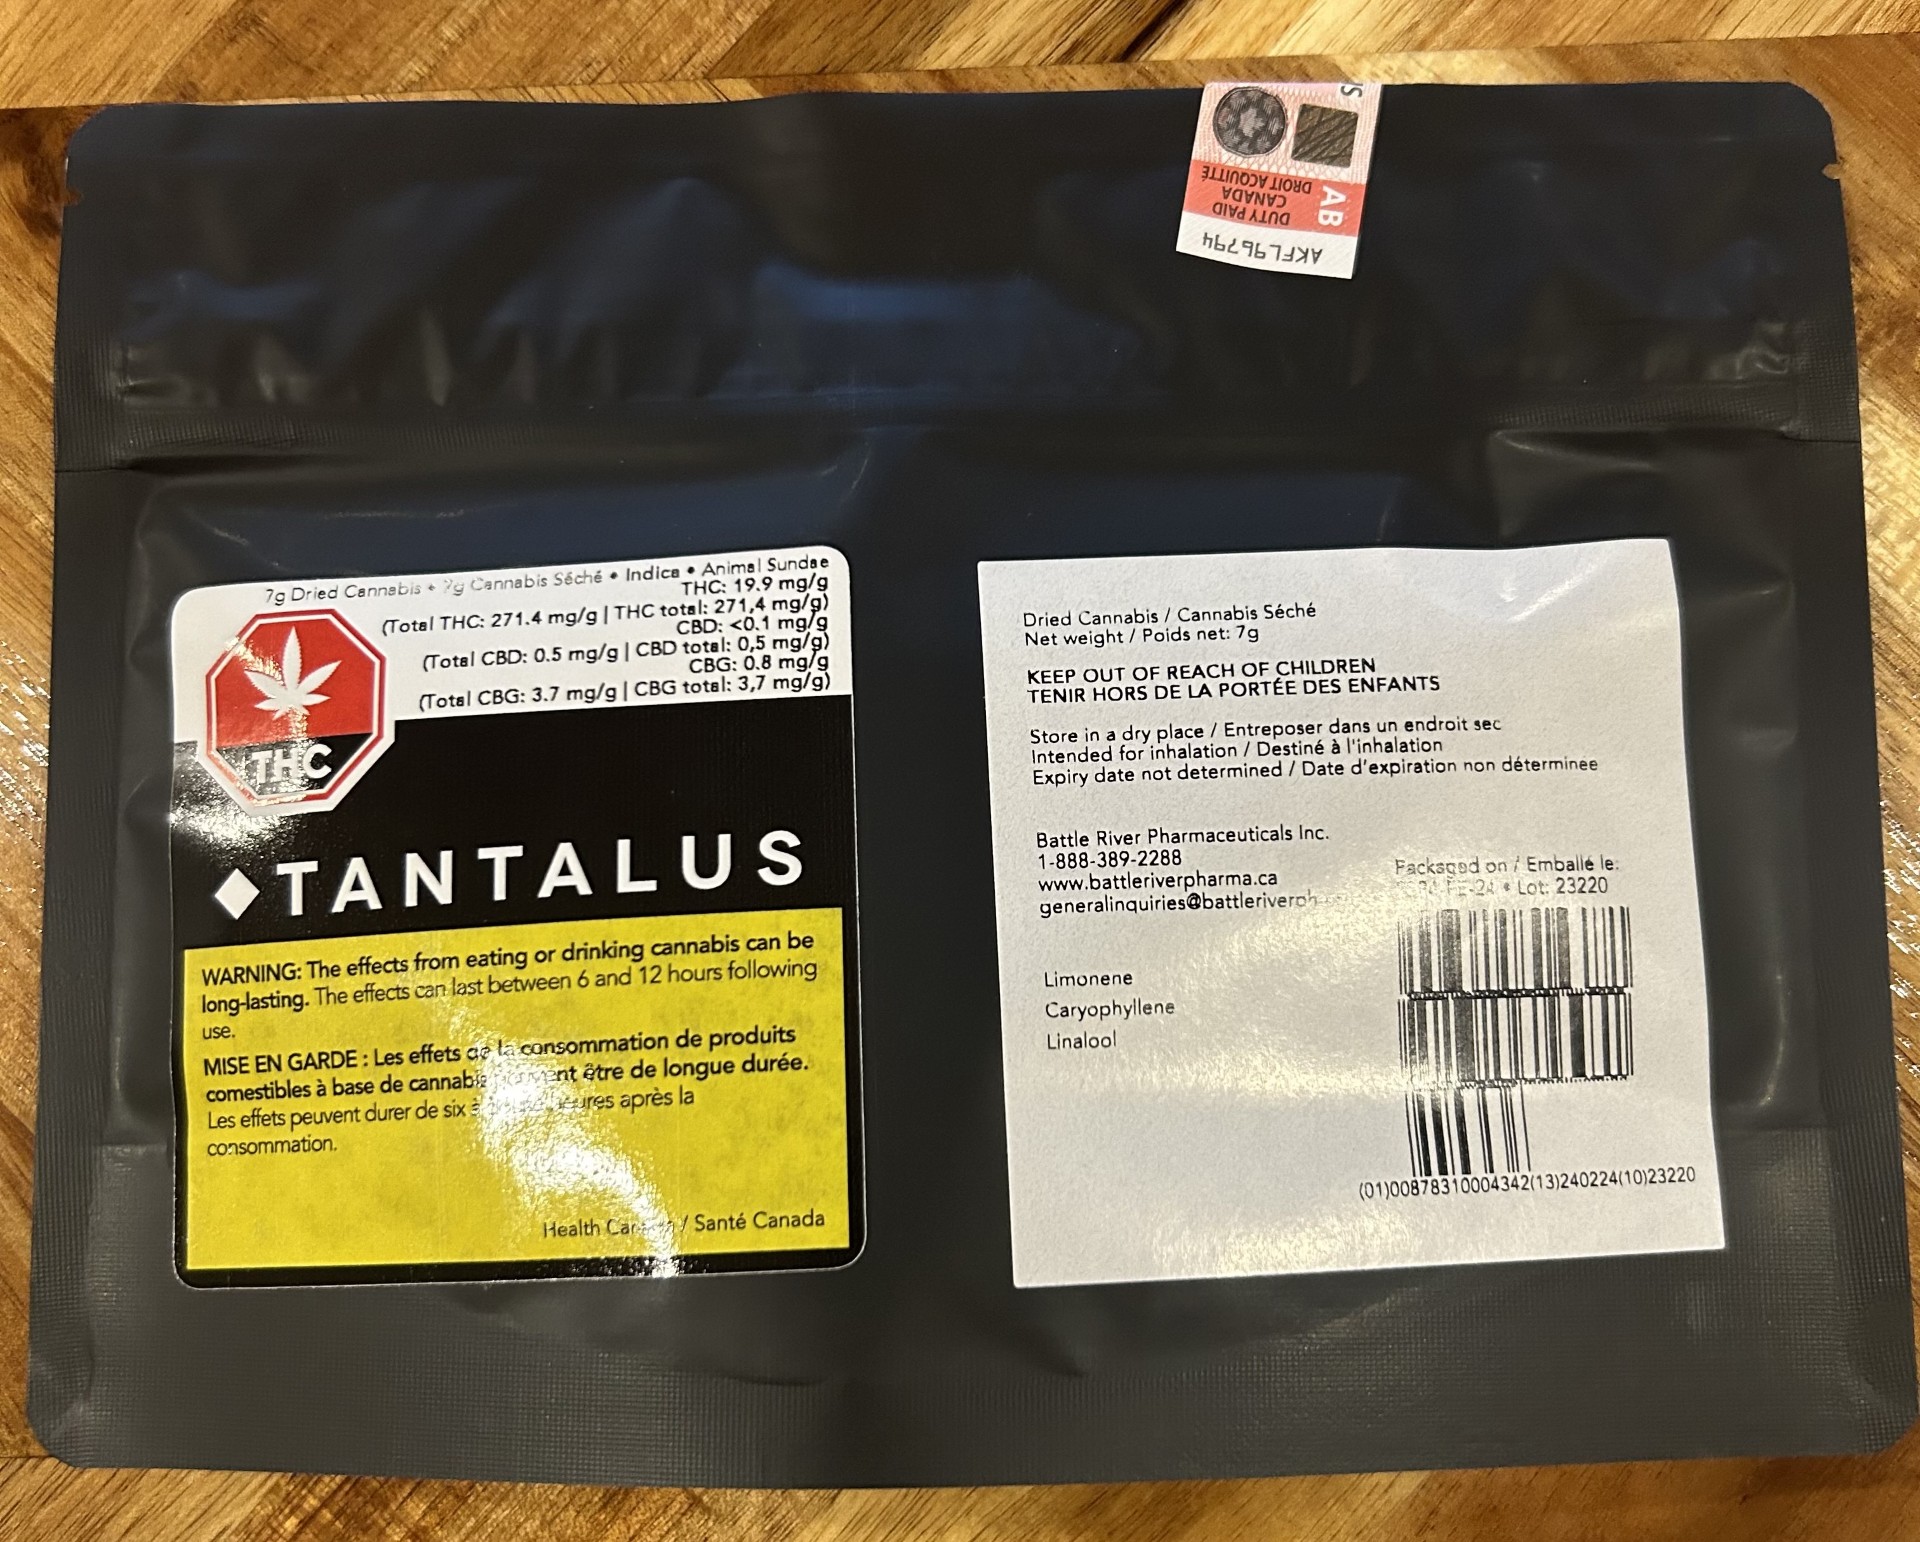 S
DROIT ACQUITTÉ
CANADA
DUTY PAID
AB
AKFL96794
7g Dried Cannabis • 7g Cannabis Séché • Indica • Animal Sundae
THC: 19.9 mg/g
(Total THC: 271.4 mg/g | THC total: 271,4 mg/g)
CBD: <0.1 mg/g
(Total CBD: 0.5 mg/g | CBD total: 0,5 mg/g)
CBG: 0.8 mg/g
(Total CBG: 3.7 mg/g | CBG total: 3,7 mg/g)
THC
TANTALUS
WARNING: The effects from eating or drinking cannabis can be
long-lasting. The effects can last between 6 and 12 hours following
use.
MISE EN GARDE : Les effets de la consommation de produits
comestibles à base de cannabis peuvent être de longue durée.
Les effets peuvent durer de six à heures après la
consommation.
Health Canada / Santé Canada
Dried Cannabis / Cannabis Séché
Net weight / Poids net: 7g
KEEP OUT OF REACH OF CHILDREN
TENIR HORS DE LA PORTÉE DES ENFANTS
Store in a dry place / Entreposer dans un endroit sec
Intended for inhalation / Destiné à l'inhalation
Expiry date not determined / Date d'expiration non déterminée
Battle River Pharmaceuticals Inc.
1-888-389-2288
www.battleriverpharma.ca
Packaged on / Emballé le:
Lot: 23220
Limonene
Caryophyllene
Linalool
(01)00878310004342(13)240224(10)23220